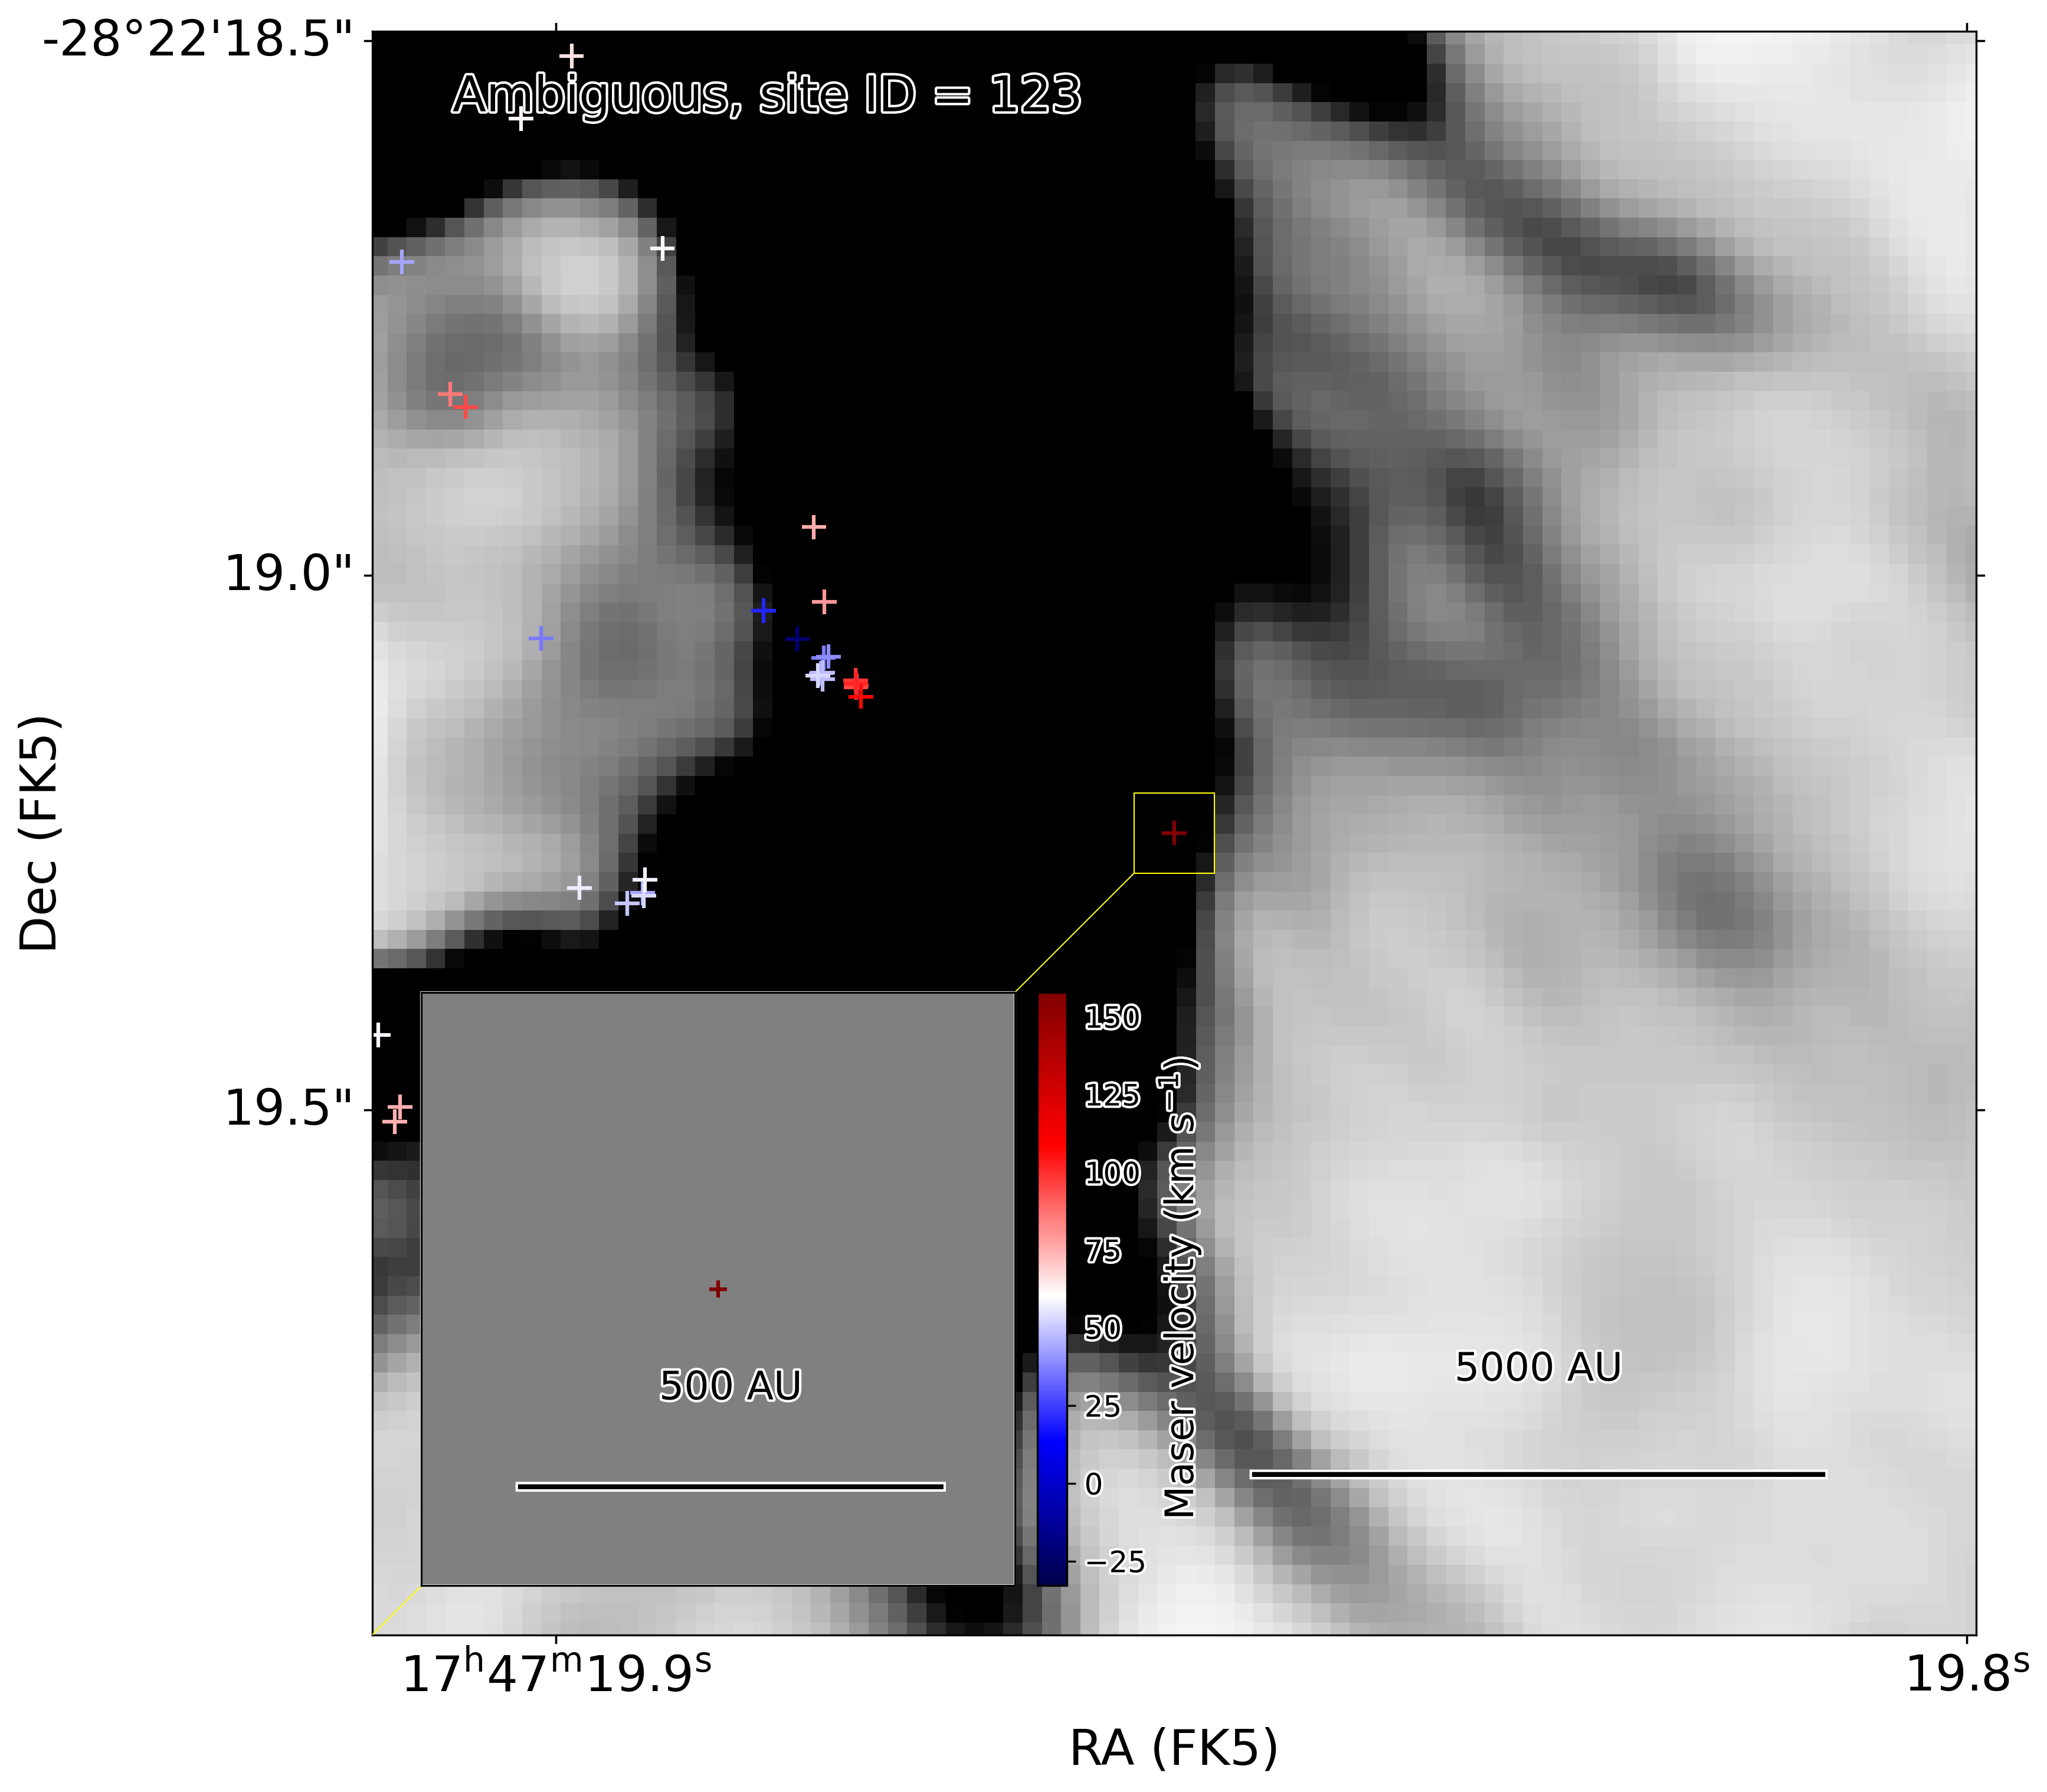 -28°22'18.5"
Ambiguous, site ID = 123
19.0"
Dec (FK5)
19.5"
150
125
100
75
50
25
0
−25
Maser velocity (km s⁻¹)
500 AU
5000 AU
17ʰ47ᵐ19.9ˢ
19.8ˢ
RA (FK5)